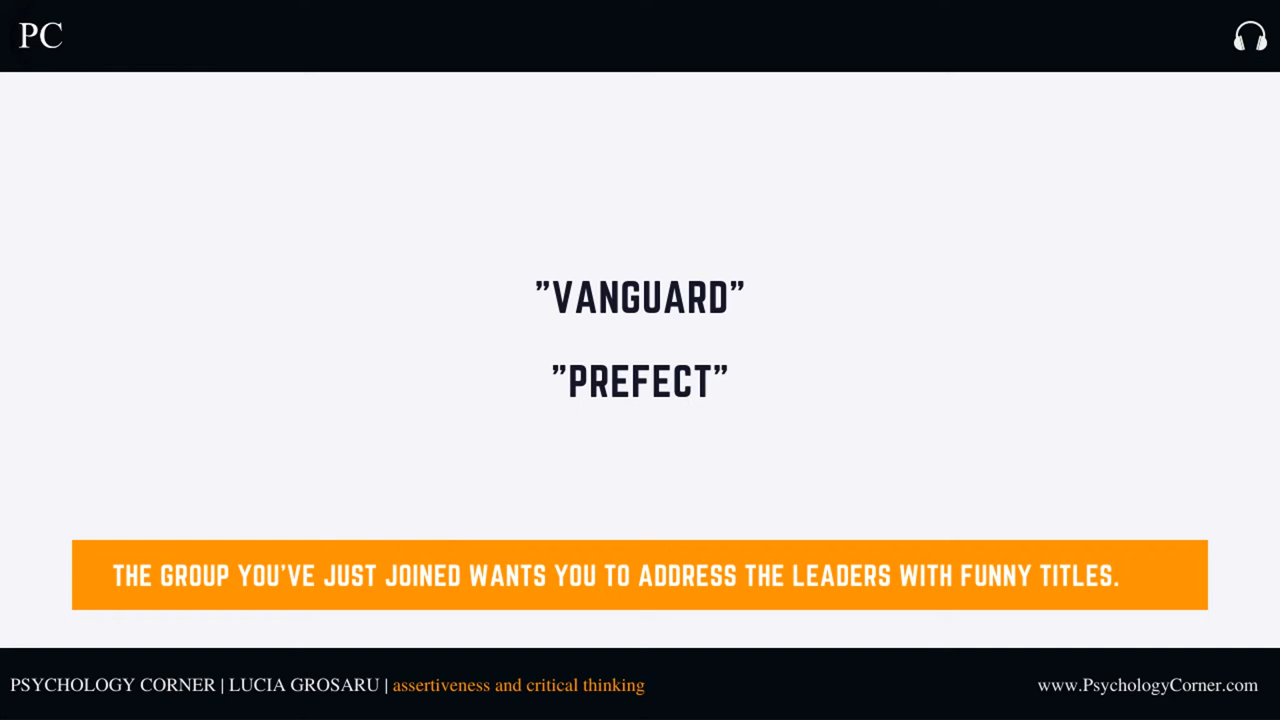 PC
”VANGUARD”
”PREFECT”
THE GROUP YOU’VE JUST JOINED WANTS YOU TO ADDRESS THE LEADERS WITH FUNNY TITLES.
PSYCHOLOGY CORNER | LUCIA GROSARU | assertiveness and critical thinking
www.PsychologyCorner.com